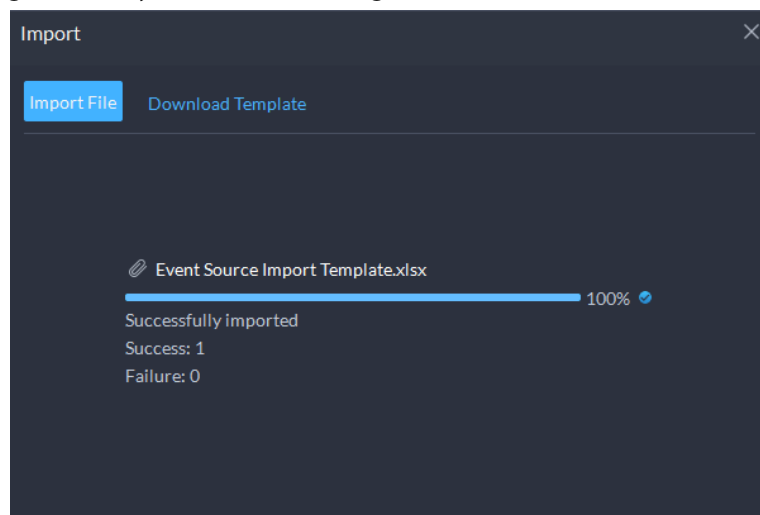 Import
Import File
Download Template
Event Source Import Template.xlsx
100%
Successfully imported
Success: 1
Failure: 0